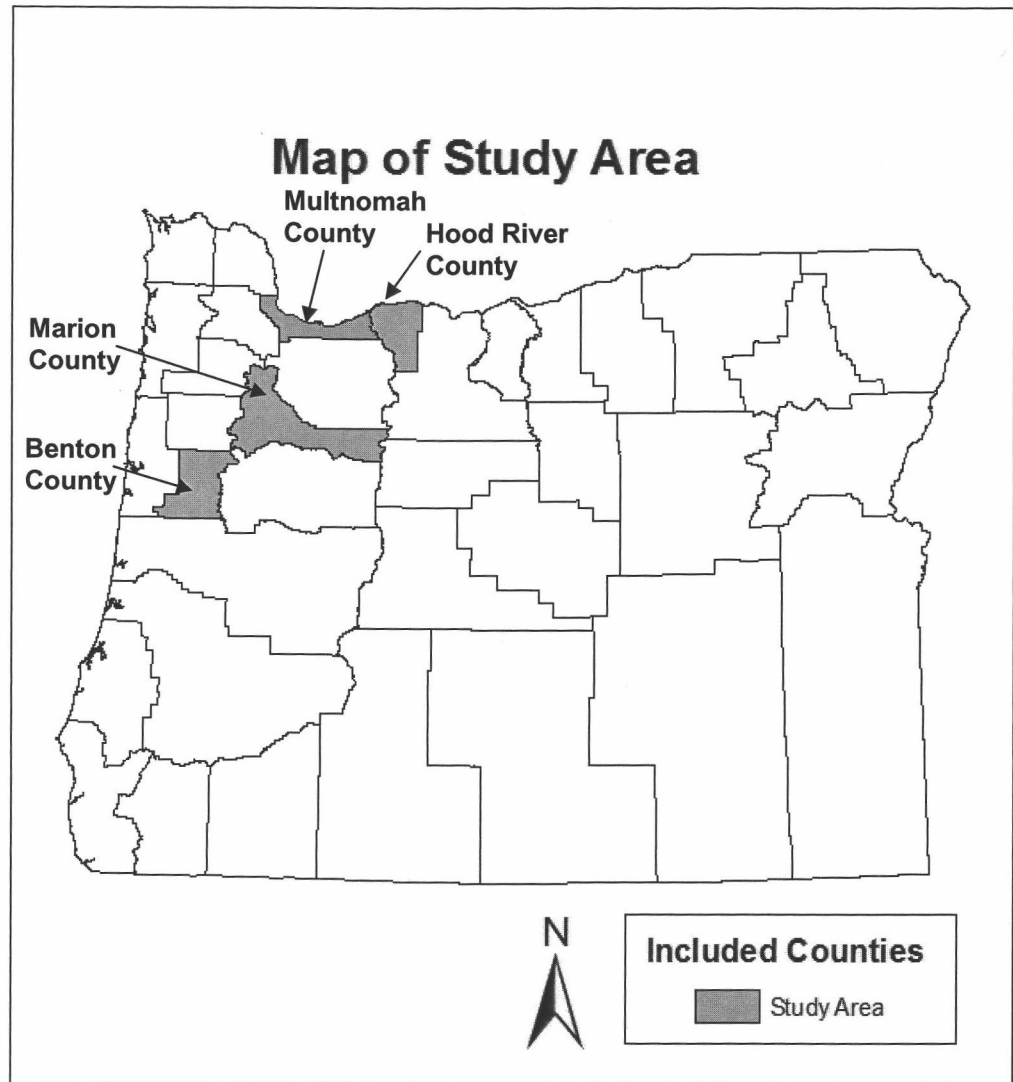 Map of Study Area
Multnomah
County
Hood River
County
Marion
County
Benton
County
N
Included Counties
Study Area